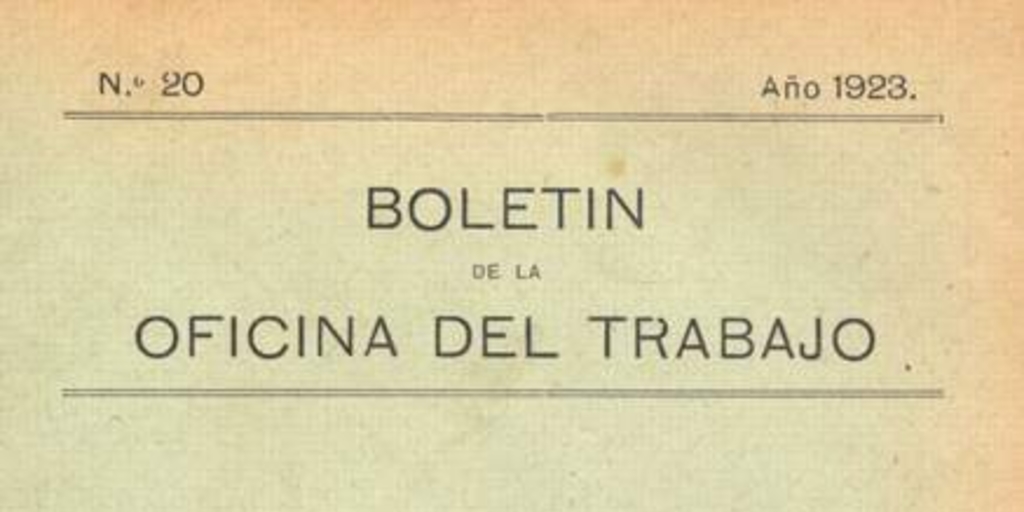 N.º 20 Año 1923.
BOLETIN
DE LA
OFICINA DEL TRABAJO